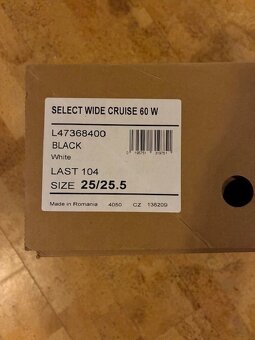 SELECT WIDE CRUISE 60 W
L47368400
BLACK
White
LAST 104
SIZE 25/25.5
Made in Romania 4050 CZ 136209